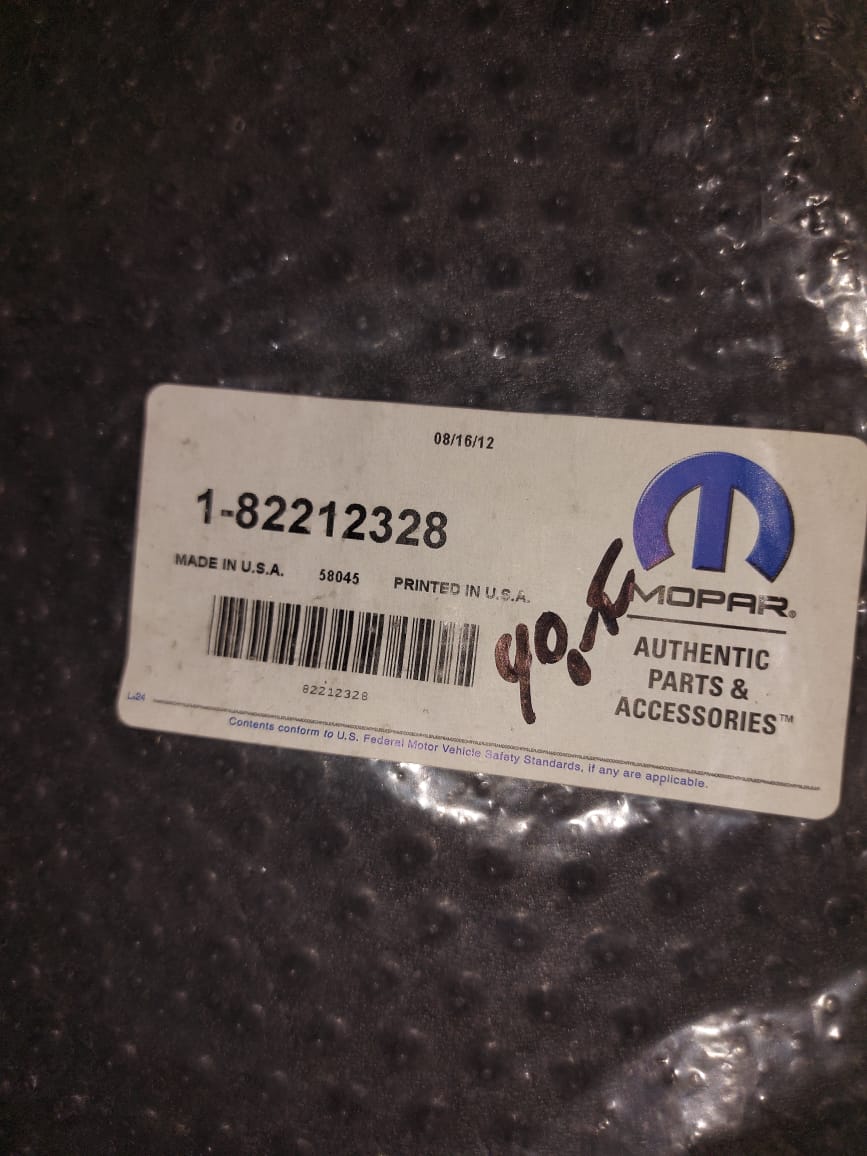 08/16/12
1-82212328
MADE IN U.S.A. 58045 PRINTED IN U.S.A.
82212328
MOPAR®
AUTHENTIC
PARTS &
ACCESSORIES™
Contents conform to U.S. Federal Motor Vehicle Safety Standards, if any are applicable.